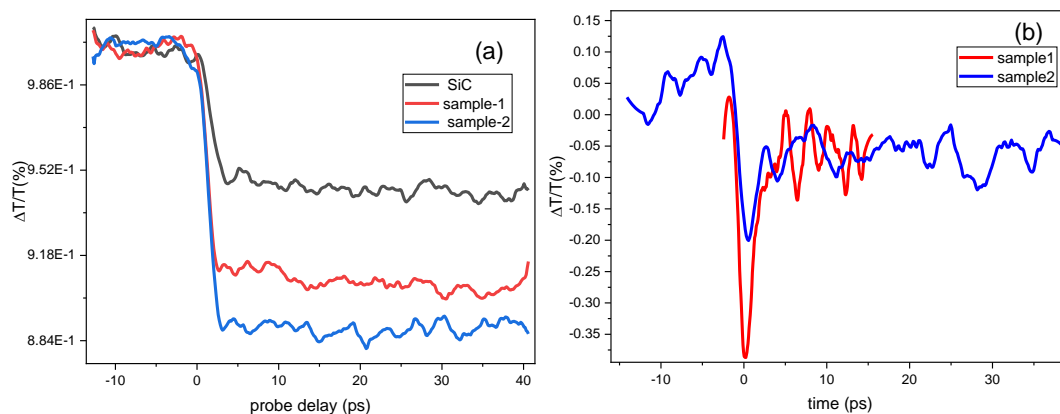 (a)
SiC
sample-1
sample-2
9.86E-1
9.52E-1
9.18E-1
8.84E-1
ΔT/T(%)
-10 0 10 20 30 40
probe delay (ps)
(b)
sample1
sample2
0.15
0.10
0.05
0.00
-0.05
-0.10
-0.15
-0.20
-0.25
-0.30
-0.35
ΔT/T(%)
-10 0 10 20 30
time (ps)